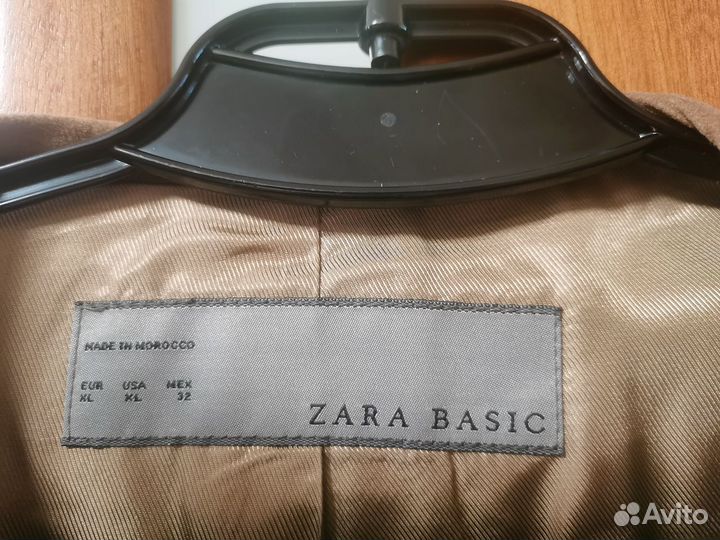 MADE IN MOROCCO
EUR USA MEX
XL XL 32
ZARA BASIC
Avito